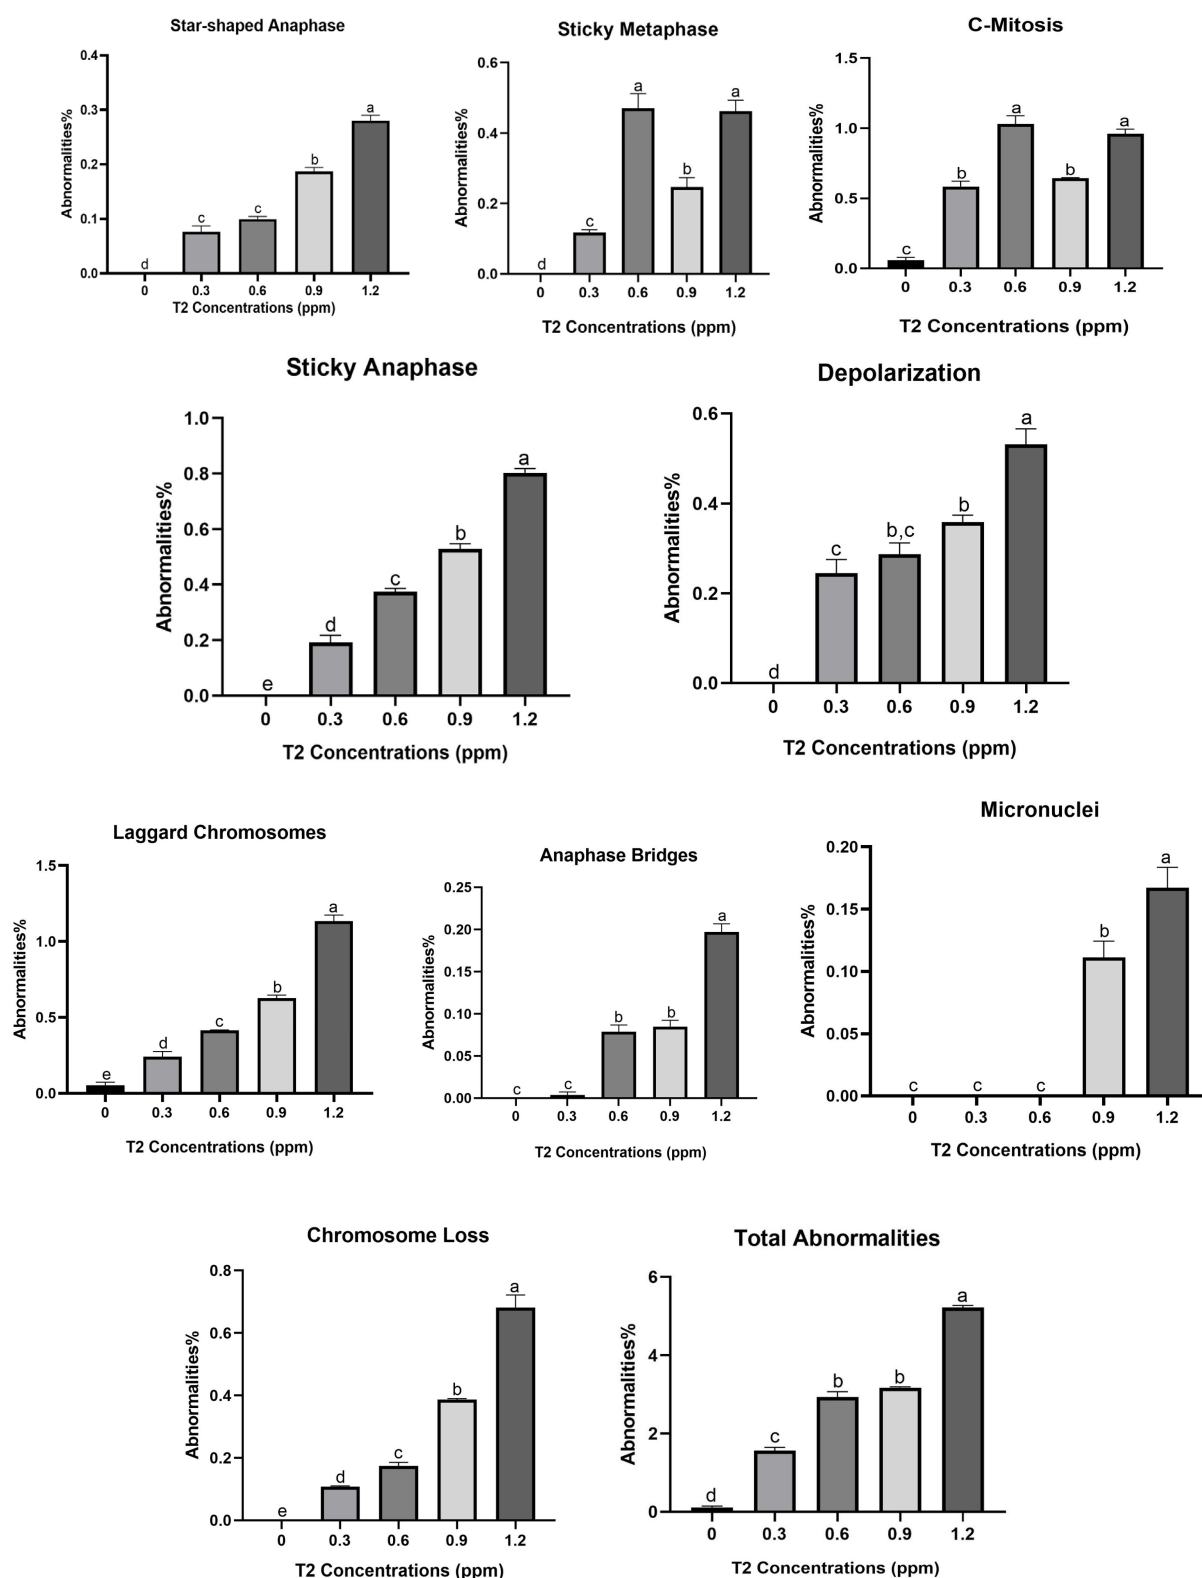 Star-shaped Anaphase
Abnormalities%
0.4
0.3
0.2
0.1
0.0
d
c
c
b
a
0 0.3 0.6 0.9 1.2
T2 Concentrations (ppm)
Sticky Metaphase
Abnormalities%
0.6
0.4
0.2
0.0
d
c
a
b
a
0 0.3 0.6 0.9 1.2
T2 Concentrations (ppm)
C-Mitosis
Abnormalities%
1.5
1.0
0.5
0.0
c
b
a
b
a
0 0.3 0.6 0.9 1.2
T2 Concentrations (ppm)
Sticky Anaphase
Abnormalities%
1.0
0.8
0.6
0.4
0.2
0.0
e
d
c
b
a
0 0.3 0.6 0.9 1.2
T2 Concentrations (ppm)
Depolarization
Abnormalities%
0.6
0.4
0.2
0.0
d
c
b,c
b
a
0 0.3 0.6 0.9 1.2
T2 Concentrations (ppm)
Laggard Chromosomes
Abnormalities%
1.5
1.0
0.5
0.0
e
d
c
b
a
0 0.3 0.6 0.9 1.2
T2 Concentrations (ppm)
Anaphase Bridges
Abnormalities%
0.25
0.20
0.15
0.10
0.05
0.00
c
c
b
b
a
0 0.3 0.6 0.9 1.2
T2 Concentrations (ppm)
Micronuclei
Abnormalities%
0.20
0.15
0.10
0.05
0.00
c
c
c
b
a
0 0.3 0.6 0.9 1.2
T2 Concentrations (ppm)
Chromosome Loss
Abnormalities%
0.8
0.6
0.4
0.2
0.0
e
d
c
b
a
0 0.3 0.6 0.9 1.2
T2 Concentrations (ppm)
Total Abnormalities
Abnormalities%
6
4
2
0
d
c
b
b
a
0 0.3 0.6 0.9 1.2
T2 Concentrations (ppm)